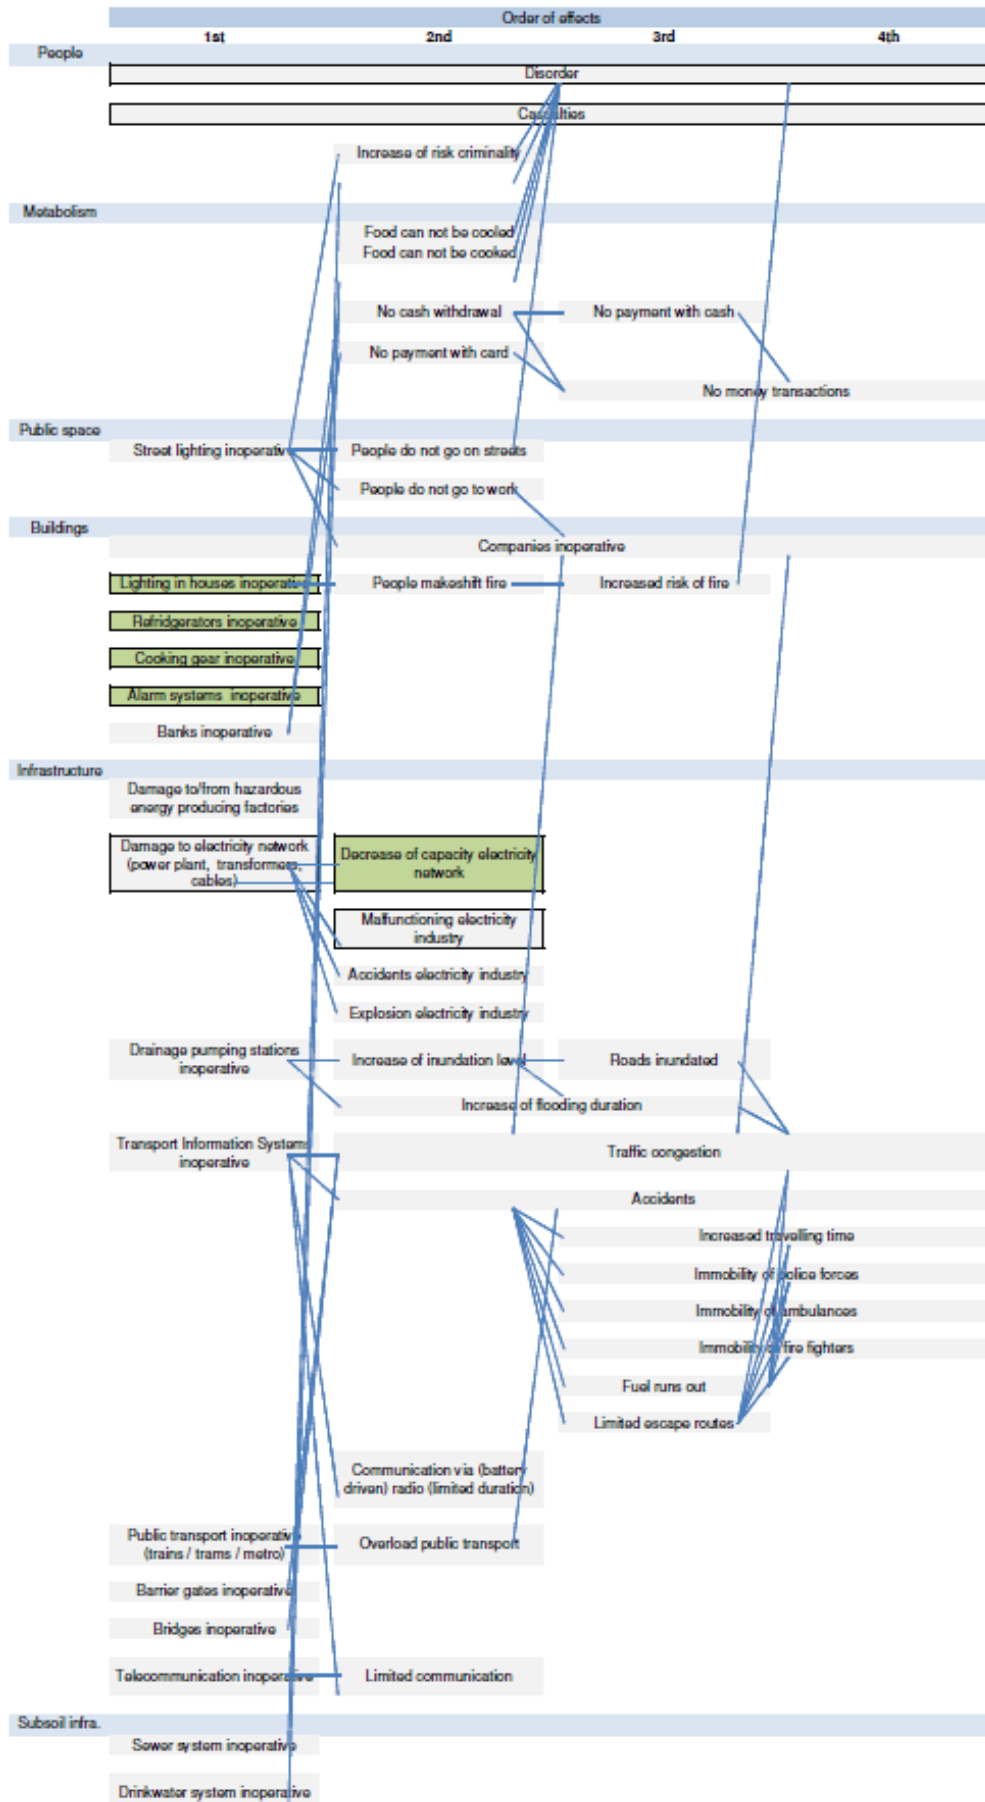 Order of effects
1st 2nd 3rd 4th
People
Disorder
Casualties
Increase of risk criminality
Metabolism
Food can not be cooled
Food can not be cooked
No cash withdrawal
No payment with cash
No payment with card
No money transactions
Public space
Street lighting inoperative
People do not go on streets
People do not go to work
Buildings
Companies inoperative
Lighting in houses inoperative
People makeshift fire
Increased risk of fire
Refridgerators inoperative
Cooking gear inoperative
Alarm systems inoperative
Banks inoperative
Infrastructure
Damage to/from hazardous
energy producing factories
Damage to electricity network
(power plant, transformers,
cables)
Decrease of capacity electricity
network
Malfunctioning electricity
industry
Accidents electricity industry
Explosion electricity industry
Drainage pumping stations
inoperative
Increase of inundation level
Roads inundated
Increase of flooding duration
Transport Information Systems
inoperative
Traffic congestion
Accidents
Increased travelling time
Immobility of police forces
Immobility of ambulances
Immobility of fire fighters
Fuel runs out
Limited escape routes
Communication via (battery
driven) radio (limited duration)
Public transport inoperative
(trains / trams / metro)
Overload public transport
Barrier gates inoperative
Bridges inoperative
Telecommunication inoperative
Limited communication
Subsoil infra.
Sewer system inoperative
Drinkwater system inoperative